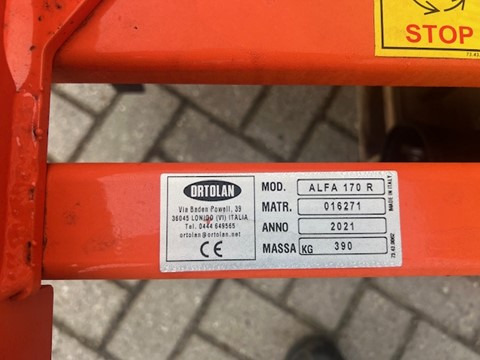 STOP
ORTOLAN
Via Baden Powell, 39
36045 LONIGO (VI) ITALIA
Tel. 0444 649565
ortolan@ortolan.net
CE
MOD. ALFA 170 R
MATR. 016271
ANNO 2021
MASSA KG 390
MADE IN ITALY